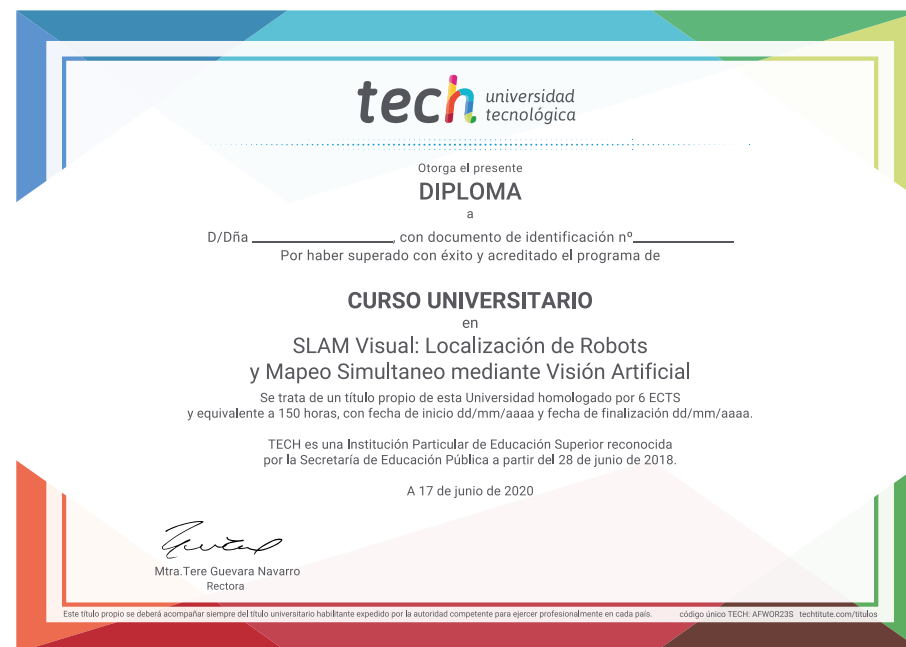 tech universidad
tecnológica
Otorga el presente
DIPLOMA
a
D/Dña ____________________, con documento de identificación nº______________
Por haber superado con éxito y acreditado el programa de
CURSO UNIVERSITARIO
en
SLAM Visual: Localización de Robots
y Mapeo Simultaneo mediante Visión Artificial
Se trata de un título propio de esta Universidad homologado por 6 ECTS
y equivalente a 150 horas, con fecha de inicio dd/mm/aaaa y fecha de finalización dd/mm/aaaa.
TECH es una Institución Particular de Educación Superior reconocida
por la Secretaría de Educación Pública a partir del 28 de junio de 2018.
A 17 de junio de 2020
Mtra.Tere Guevara Navarro
Rectora
Este título propio se deberá acompañar siempre del título universitario habilitante expedido por la autoridad competente para ejercer profesionalmente en cada país. código único TECH: AFWOR23S techtitute.com/titulos